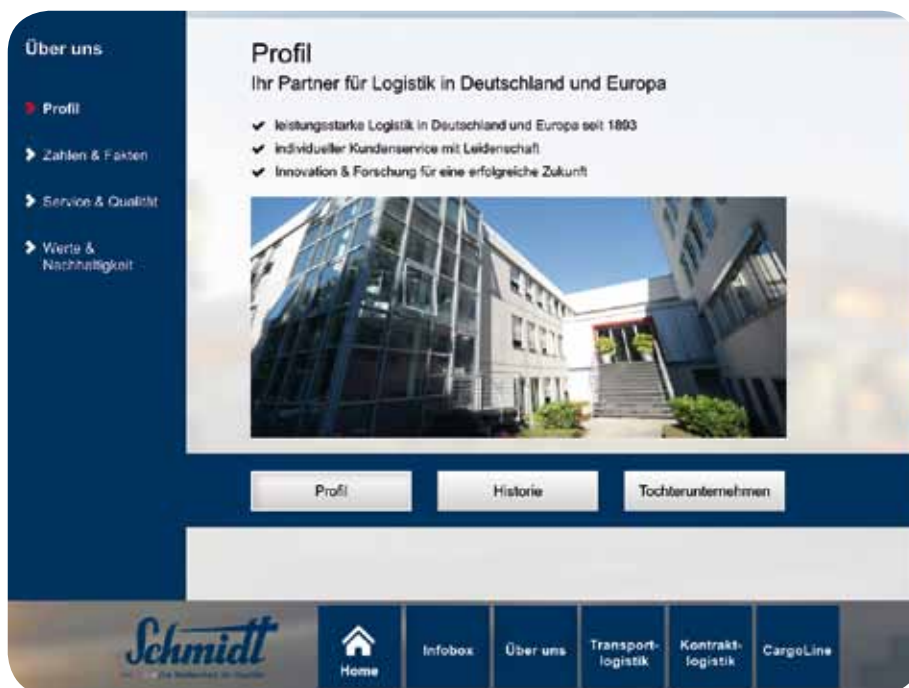 Über uns
Profil
Zahlen & Fakten
Service & Qualität
Werte &
Nachhaltigkeit
Profil
Ihr Partner für Logistik in Deutschland und Europa
leistungsstarke Logistik in Deutschland und Europa seit 1893
individueller Kundenservice mit Leidenschaft
Innovation & Forschung für eine erfolgreiche Zukunft
Profil
Historie
Tochterunternehmen
Schmidt
Home
Infobox
Über uns
Transport-
logistik
Kontrakt-
logistik
CargoLine